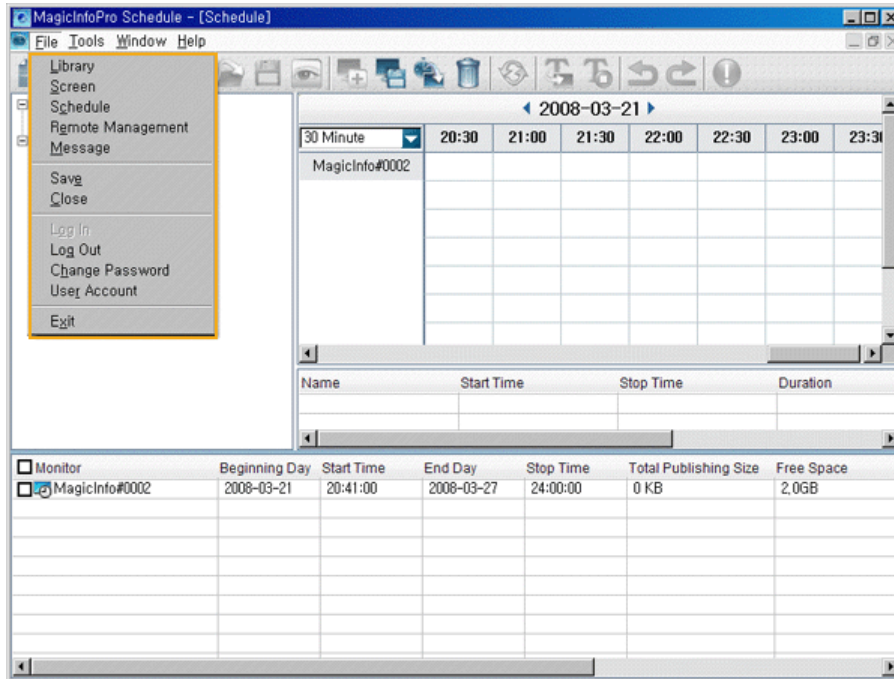 MagicInfoPro Schedule - [Schedule]
File Tools Window Help
Library
Screen
Schedule
Remote Management
Message
Save
Close
Log In
Log Out
Change Password
User Account
Exit
2008-03-21
30 Minute 20:30 21:00 21:30 22:00 22:30 23:00 23:30
MagicInfo#0002
Name Start Time Stop Time Duration
Monitor Beginning Day Start Time End Day Stop Time Total Publishing Size Free Space
MagicInfo#0002 2008-03-21 20:41:00 2008-03-27 24:00:00 0 KB 2,0GB